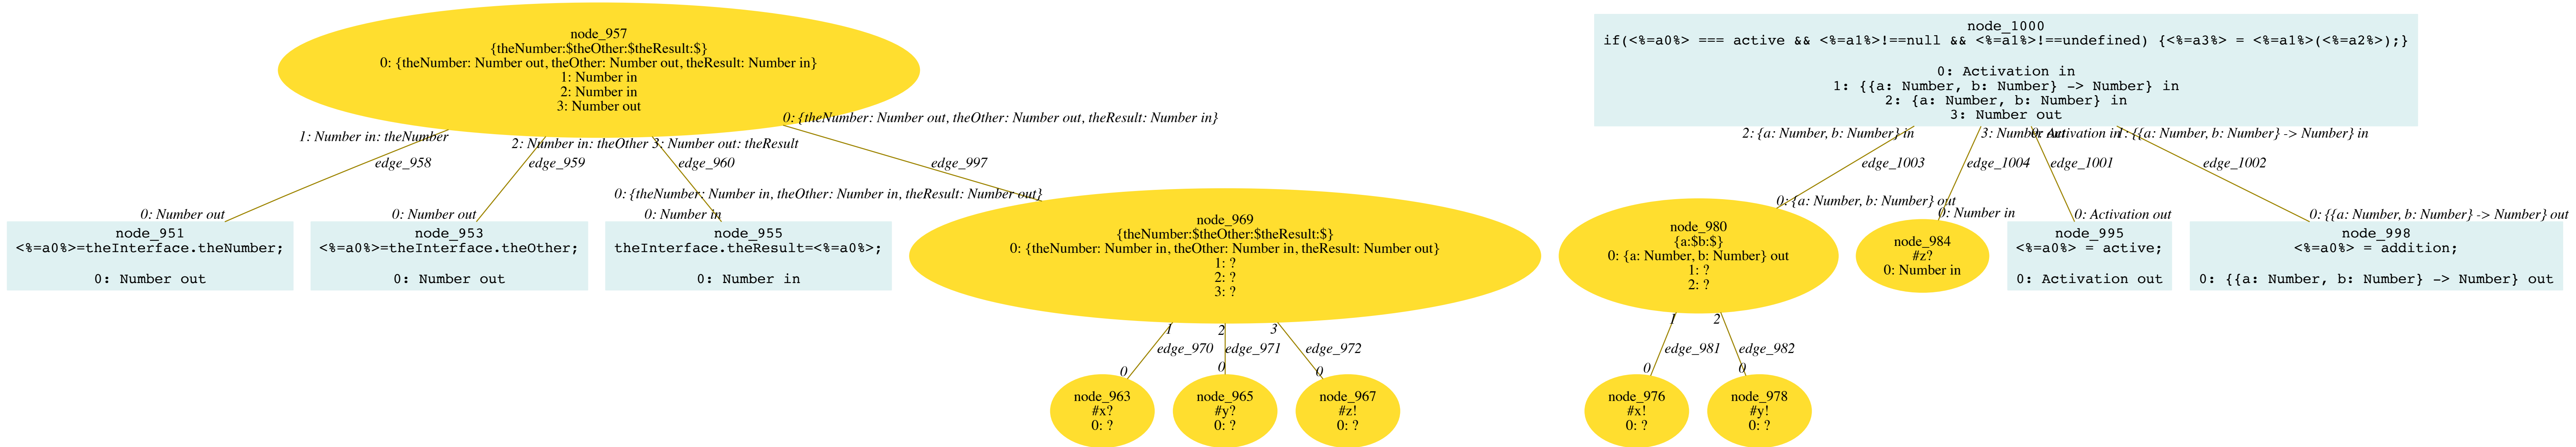 node_957
{theNumber:$theOther:$theResult:$}
0: {theNumber: Number out, theOther: Number out, theResult: Number in}
1: Number in
2: Number in
3: Number out
node_1000
if(<%=a0%> === active && <%=a1%>!==null && <%=a1%>!==undefined) {<%=a3%> = <%=a1%>(<%=a2%>);}
0: Activation in
1: {{a: Number, b: Number} -> Number} in
2: {a: Number, b: Number} in
3: Number out
0: {theNumber: Number out, theOther: Number out, theResult: Number in}
1: Number in: theNumber
2: Number in: theOther
3: Number out: theResult
2: {a: Number, b: Number} in
3: Number out
0: Activation in
1: {{a: Number, b: Number} -> Number} in
edge_958
edge_959
edge_960
edge_997
edge_1003
edge_1004
edge_1001
edge_1002
0: Number out
0: Number out
0: Number in
0: {theNumber: Number in, theOther: Number in, theResult: Number out}
0: {a: Number, b: Number} out
0: Number in
0: Activation out
0: {{a: Number, b: Number} -> Number} out
node_951
<%=a0%>=theInterface.theNumber;
0: Number out
node_953
<%=a0%>=theInterface.theOther;
0: Number out
node_955
theInterface.theResult=<%=a0%>;
0: Number in
node_969
{theNumber:$theOther:$theResult:$}
0: {theNumber: Number in, theOther: Number in, theResult: Number out}
1: ?
2: ?
3: ?
node_980
{a:$b:$}
0: {a: Number, b: Number} out
1: ?
2: ?
node_984
#z?
0: Number in
node_995
<%=a0%> = active;
0: Activation out
node_998
<%=a0%> = addition;
0: {{a: Number, b: Number} -> Number} out
1
2
3
1
2
edge_970
edge_971
edge_972
edge_981
edge_982
0
0
0
0
0
node_963
#x?
0: ?
node_965
#y?
0: ?
node_967
#z!
0: ?
node_976
#x!
0: ?
node_978
#y!
0: ?